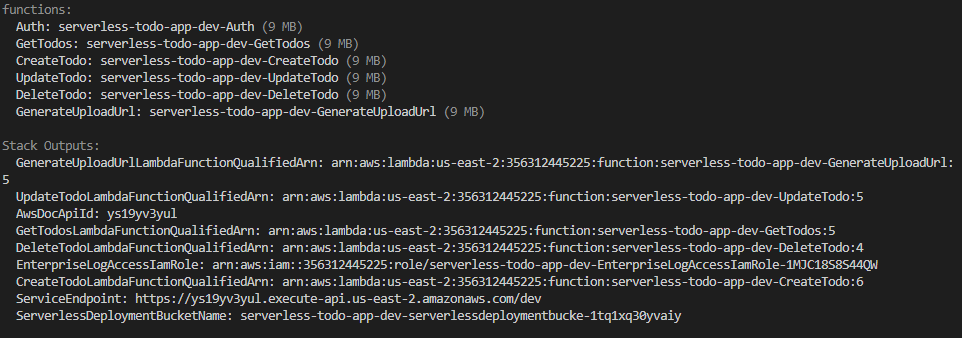 functions:
Auth: serverless-todo-app-dev-Auth (9 MB)
GetTodos: serverless-todo-app-dev-GetTodos (9 MB)
CreateTodo: serverless-todo-app-dev-CreateTodo (9 MB)
UpdateTodo: serverless-todo-app-dev-UpdateTodo (9 MB)
DeleteTodo: serverless-todo-app-dev-DeleteTodo (9 MB)
GenerateUploadUrl: serverless-todo-app-dev-GenerateUploadUrl (9 MB)
Stack Outputs:
GenerateUploadUrlLambdaFunctionQualifiedArn: arn:aws:lambda:us-east-2:356312445225:function:serverless-todo-app-dev-GenerateUploadUrl:
5
UpdateTodoLambdaFunctionQualifiedArn: arn:aws:lambda:us-east-2:356312445225:function:serverless-todo-app-dev-UpdateTodo:5
AwsDocApiId: ys19yv3yul
GetTodosLambdaFunctionQualifiedArn: arn:aws:lambda:us-east-2:356312445225:function:serverless-todo-app-dev-GetTodos:5
DeleteTodoLambdaFunctionQualifiedArn: arn:aws:lambda:us-east-2:356312445225:function:serverless-todo-app-dev-DeleteTodo:4
EnterpriseLogAccessIamRole: arn:aws:iam::356312445225:role/serverless-todo-app-dev-EnterpriseLogAccessIamRole-1MJC18S8S44QW
CreateTodoLambdaFunctionQualifiedArn: arn:aws:lambda:us-east-2:356312445225:function:serverless-todo-app-dev-CreateTodo:6
ServiceEndpoint: https://ys19yv3yul.execute-api.us-east-2.amazonaws.com/dev
ServerlessDeploymentBucketName: serverless-todo-app-dev-serverlessdeploymentbucke-1tq1xq30yvaiy